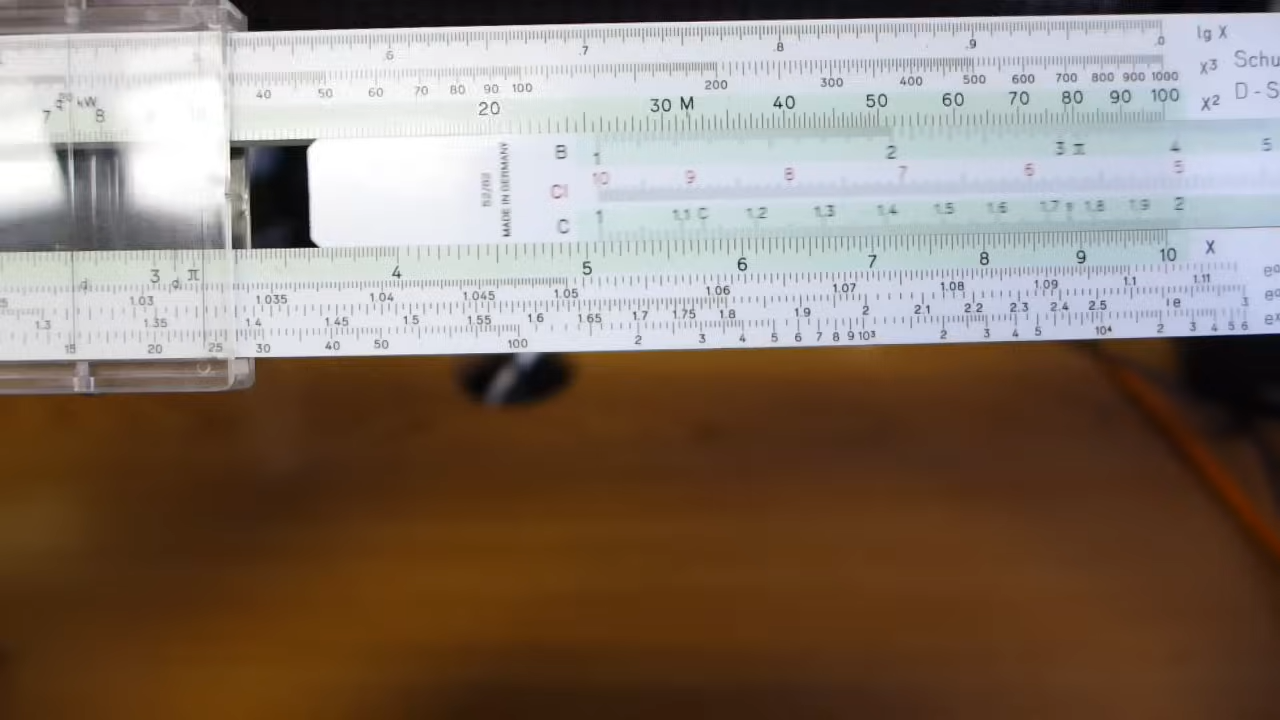 .6 .7 .8 .9 .0 lg X
40 50 60 70 80 90 100 200 300 400 500 600 700 800 900 1000 X³ Schu
7 kW 8 20 30 M 40 50 60 70 80 90 100 X² D-S
B 1 2 3 π 4 5
CI 10 9 8 7 6 5
C 1 1.1 C 1.2 1.3 1.4 1.5 1.6 1.7 1.8 1.9 2
52/82
MADE IN GERMANY
3 d π 4 5 6 7 8 9 10 X
1.03 1.035 1.04 1.045 1.05 1.06 1.07 1.08 1.09 1.1 1.11
1.3 1.35 1.4 1.45 1.5 1.55 1.6 1.65 1.7 1.75 1.8 1.9 2 2.1 2.2 2.3 2.4 2.5 e 3
15 20 25 30 40 50 100 2 3 4 5 6 7 8 9 10³ 2 3 4 5 10⁴ 2 3 4 5 6